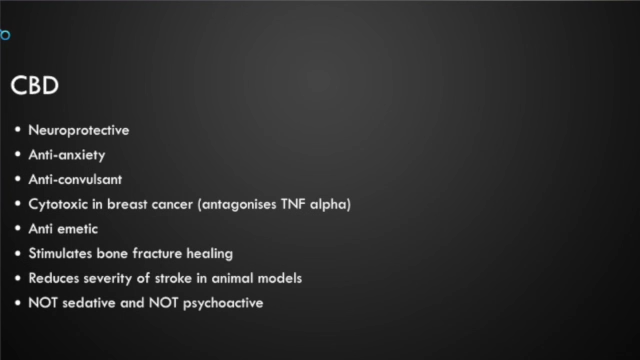 CBD
• Neuroprotective
• Anti-anxiety
• Anti-convulsant
• Cytotoxic in breast cancer (antagonises TNF alpha)
• Anti emetic
• Stimulates bone fracture healing
• Reduces severity of stroke in animal models
• NOT sedative and NOT psychoactive